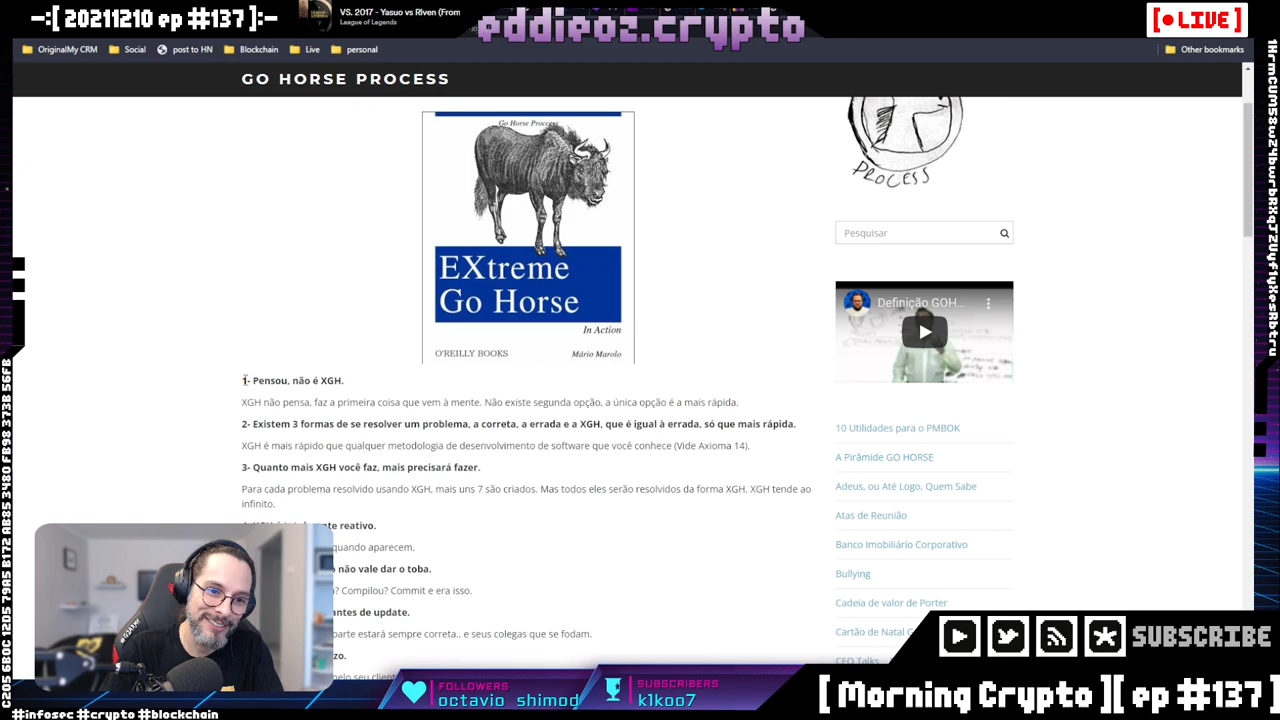 -:[ 20211210 ep #137 ]:-
VS. 2017 - Yasuo vs Riven (From
League of Legends
eddieoz.crypto
[ LIVE ]
OriginalMy CRM
Social
post to HN
Blockchain
Live
personal
Other bookmarks
GO HORSE PROCESS
Go Horse Proccess
EXtreme
Go Horse
In Action
O'REILLY BOOKS
Mário Marolo
1- Pensou, não é XGH.
XGH não pensa, faz a primeira coisa que vem à mente. Não existe segunda opção, a única opção é a mais rápida.
2- Existem 3 formas de se resolver um problema, a correta, a errada e a XGH, que é igual à errada, só que mais rápida.
XGH é mais rápido que qualquer metodologia de desenvolvimento de software que você conhece (Vide Axioma 14).
3- Quanto mais XGH você faz, mais precisará fazer.
Para cada problema resolvido usando XGH, mais uns 7 são criados. Mas todos eles serão resolvidos da forma XGH. XGH tende ao
infinito.
reativo.
quando aparecem.
não vale dar o toba.
? Compilou? Commit e era isso.
antes de update.
parte estará sempre correta.. e seus colegas que se fodam.
PROCESS
Pesquisar
Definição GOH...
10 Utilidades para o PMBOK
A Pirâmide GO HORSE
Adeus, ou Até Logo, Quem Sabe
Atas de Reunião
Banco Imobiliário Corporativo
Bullying
Cadeia de valor de Porter
Cartão de Natal
CEO Talks
SUBSCRIBE
FOLLOWERS
octavio shimod
SUBSCRIBERS
k1koo7
[ Morning Crypto ][ ep #137 ]
#infosec #crypto #blockchain